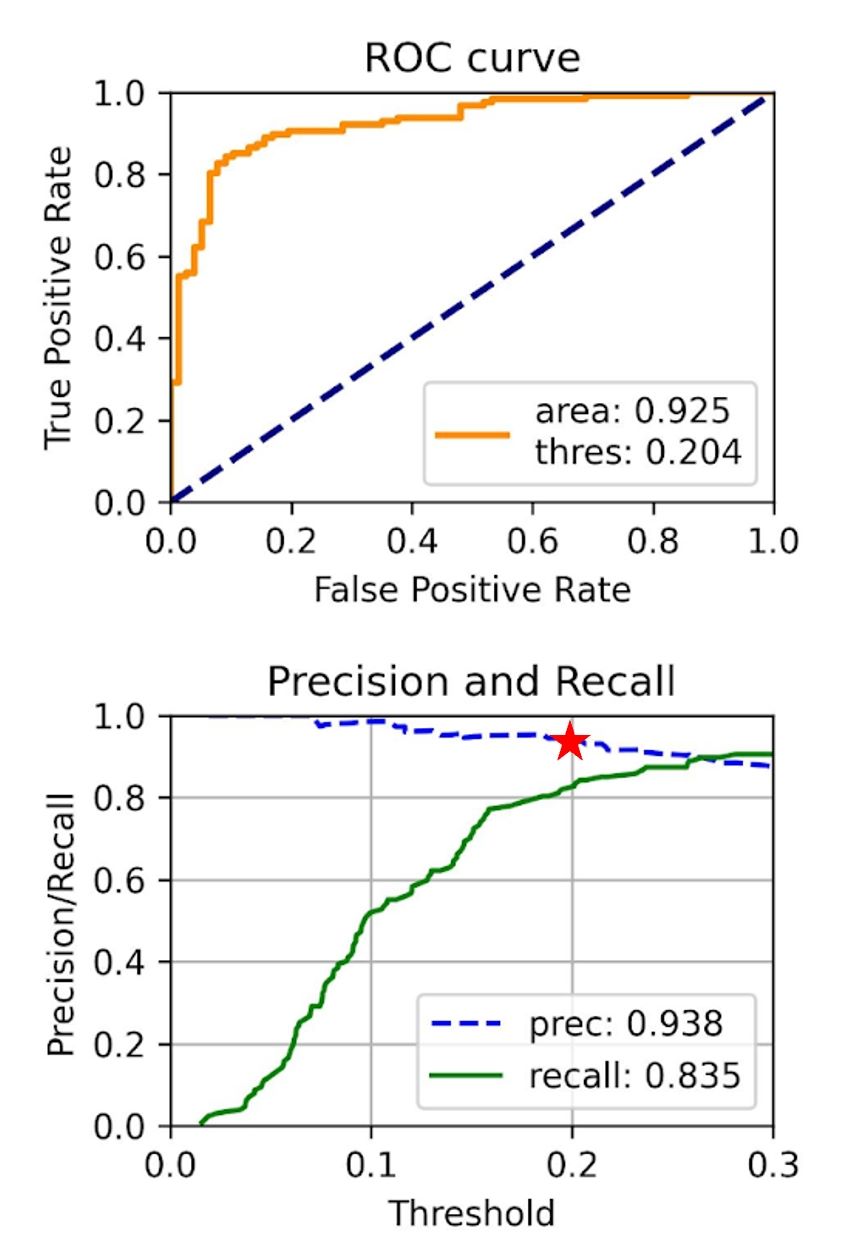 ROC curve
1.0
0.8
0.6
0.4
0.2
0.0
True Positive Rate
area: 0.925
thres: 0.204
0.0 0.2 0.4 0.6 0.8 1.0
False Positive Rate
Precision and Recall
1.0
0.8
0.6
0.4
0.2
0.0
Precision/Recall
prec: 0.938
recall: 0.835
0.0 0.1 0.2 0.3
Threshold